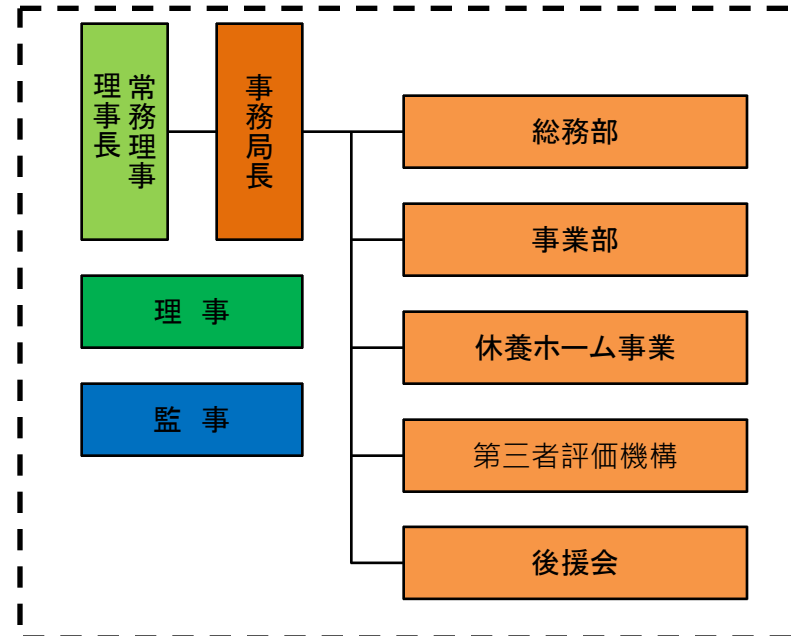 常務理事
理事長
事務局長
理　事
監　事
総務部
事業部
休養ホーム事業
第三者評価機構
後援会